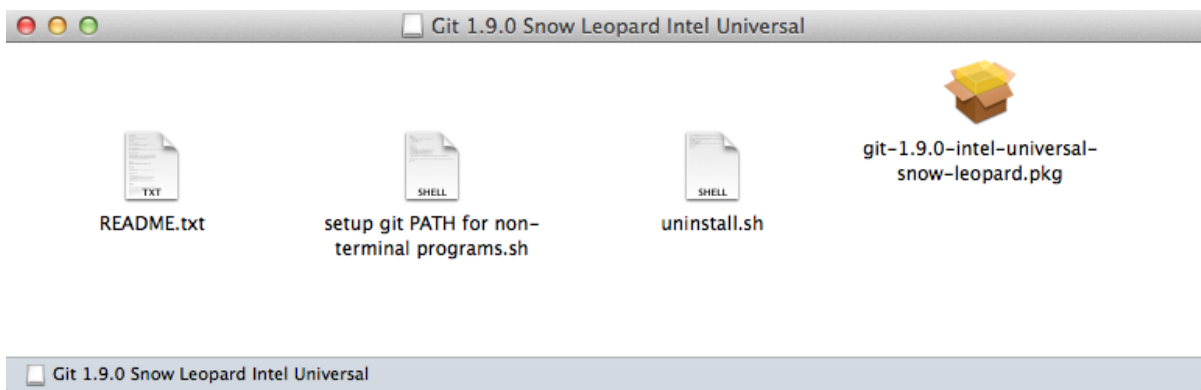 Git 1.9.0 Snow Leopard Intel Universal
TXT
README.txt
SHELL
setup git PATH for non-
terminal programs.sh
SHELL
uninstall.sh
git-1.9.0-intel-universal-
snow-leopard.pkg
Git 1.9.0 Snow Leopard Intel Universal